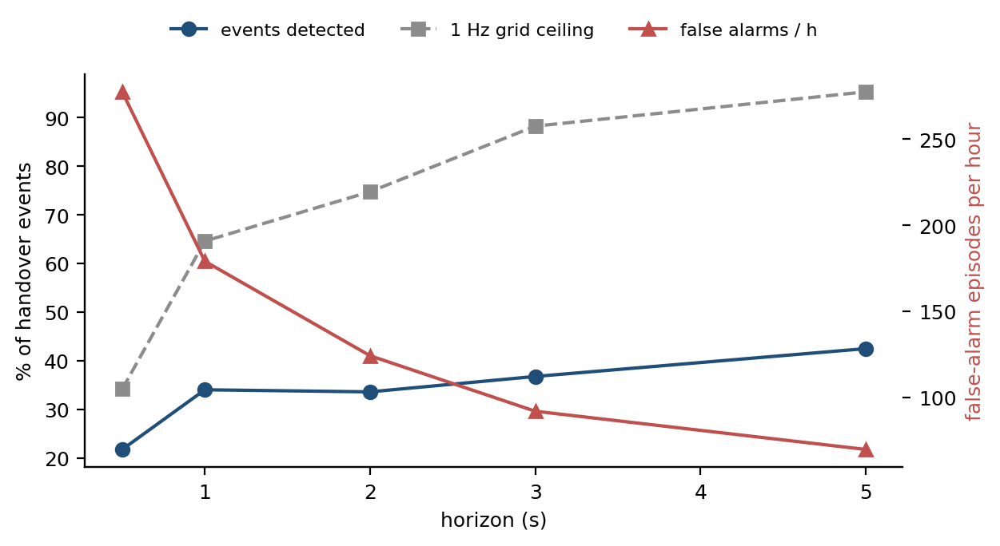 events detected
1 Hz grid ceiling
false alarms / h
% of handover events
90
80
70
60
50
40
30
20
250
200
150
100
false-alarm episodes per hour
1
2
3
4
5
horizon (s)